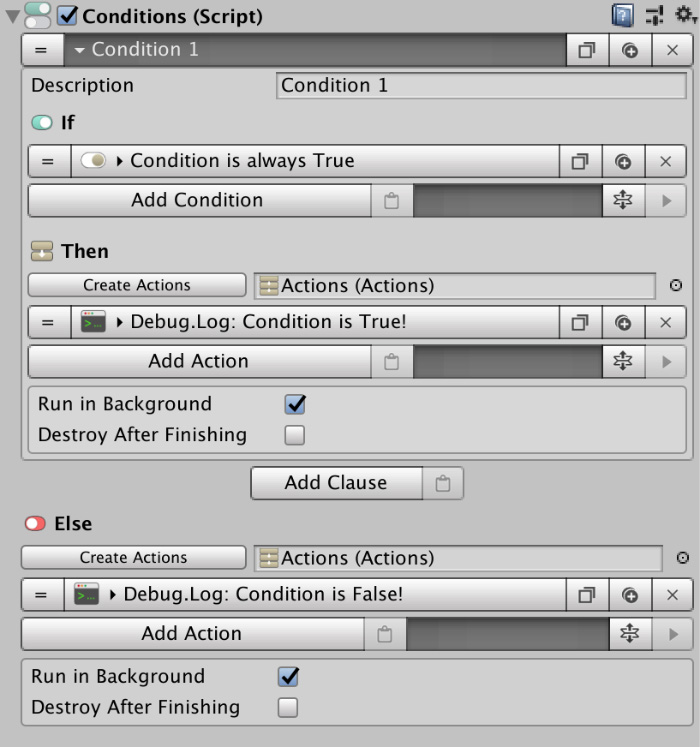 Conditions (Script)
= Condition 1
Description Condition 1
If
= Condition is always True
Add Condition
Then
Create Actions Actions (Actions)
= Debug.Log: Condition is True!
Add Action
Run in Background
Destroy After Finishing
Add Clause
Else
Create Actions Actions (Actions)
= Debug.Log: Condition is False!
Add Action
Run in Background
Destroy After Finishing